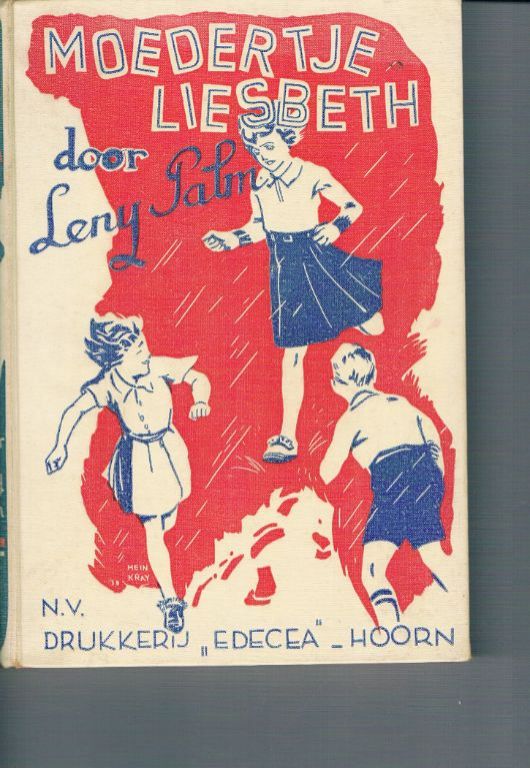 MOEDERTJE
LIESBETH
door
Leny Palm
HEIN
KRAY
N.V.
DRUKKERIJ „EDECEA" - HOORN